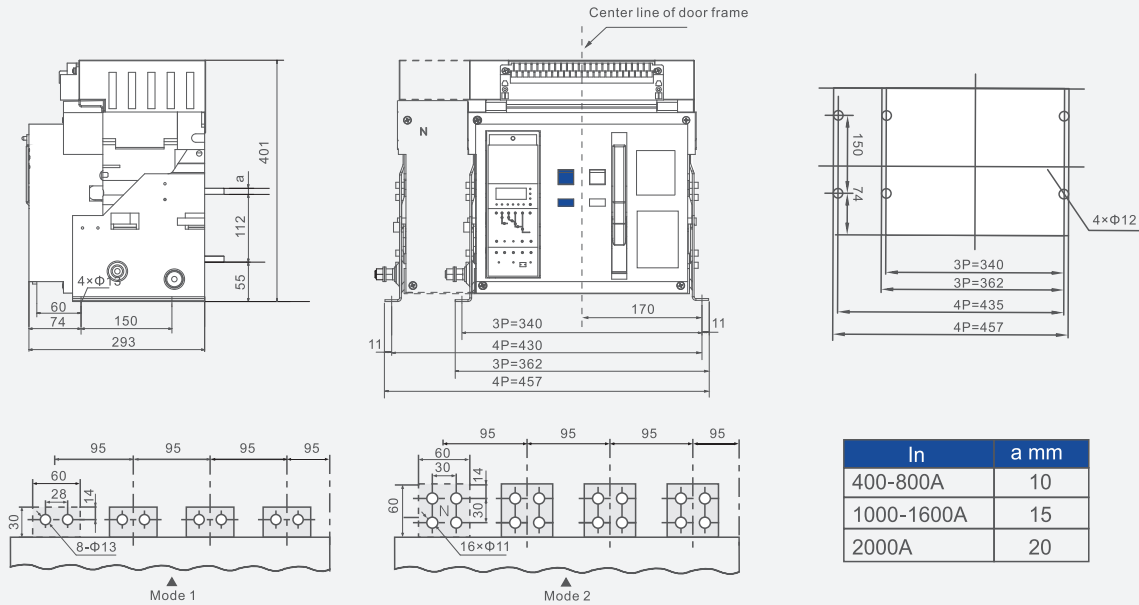 Center line of door frame
401
a
112
55
4×Φ13
60
74
150
293
N
170
11
3P=340
11
4P=430
3P=362
4P=457
150
74
4×Φ12
3P=340
3P=362
4P=435
4P=457
95
95
95
95
60
28
14
30
8-Φ13
Mode 1
95
95
95
95
60
30
14
60
30
N
16×Φ11
Mode 2
In a mm
400-800A 10
1000-1600A 15
2000A 20